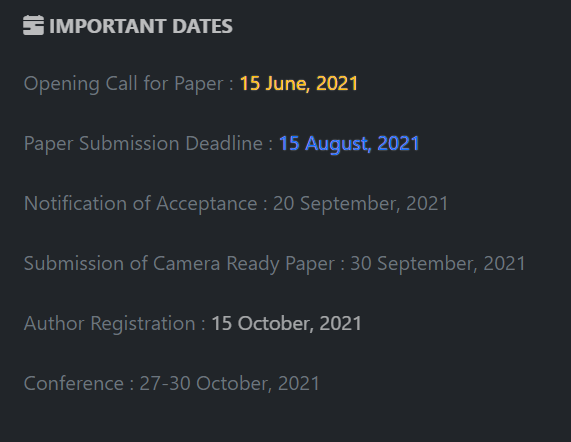 IMPORTANT DATES
Opening Call for Paper : 15 June, 2021
Paper Submission Deadline : 15 August, 2021
Notification of Acceptance : 20 September, 2021
Submission of Camera Ready Paper : 30 September, 2021
Author Registration : 15 October, 2021
Conference : 27-30 October, 2021